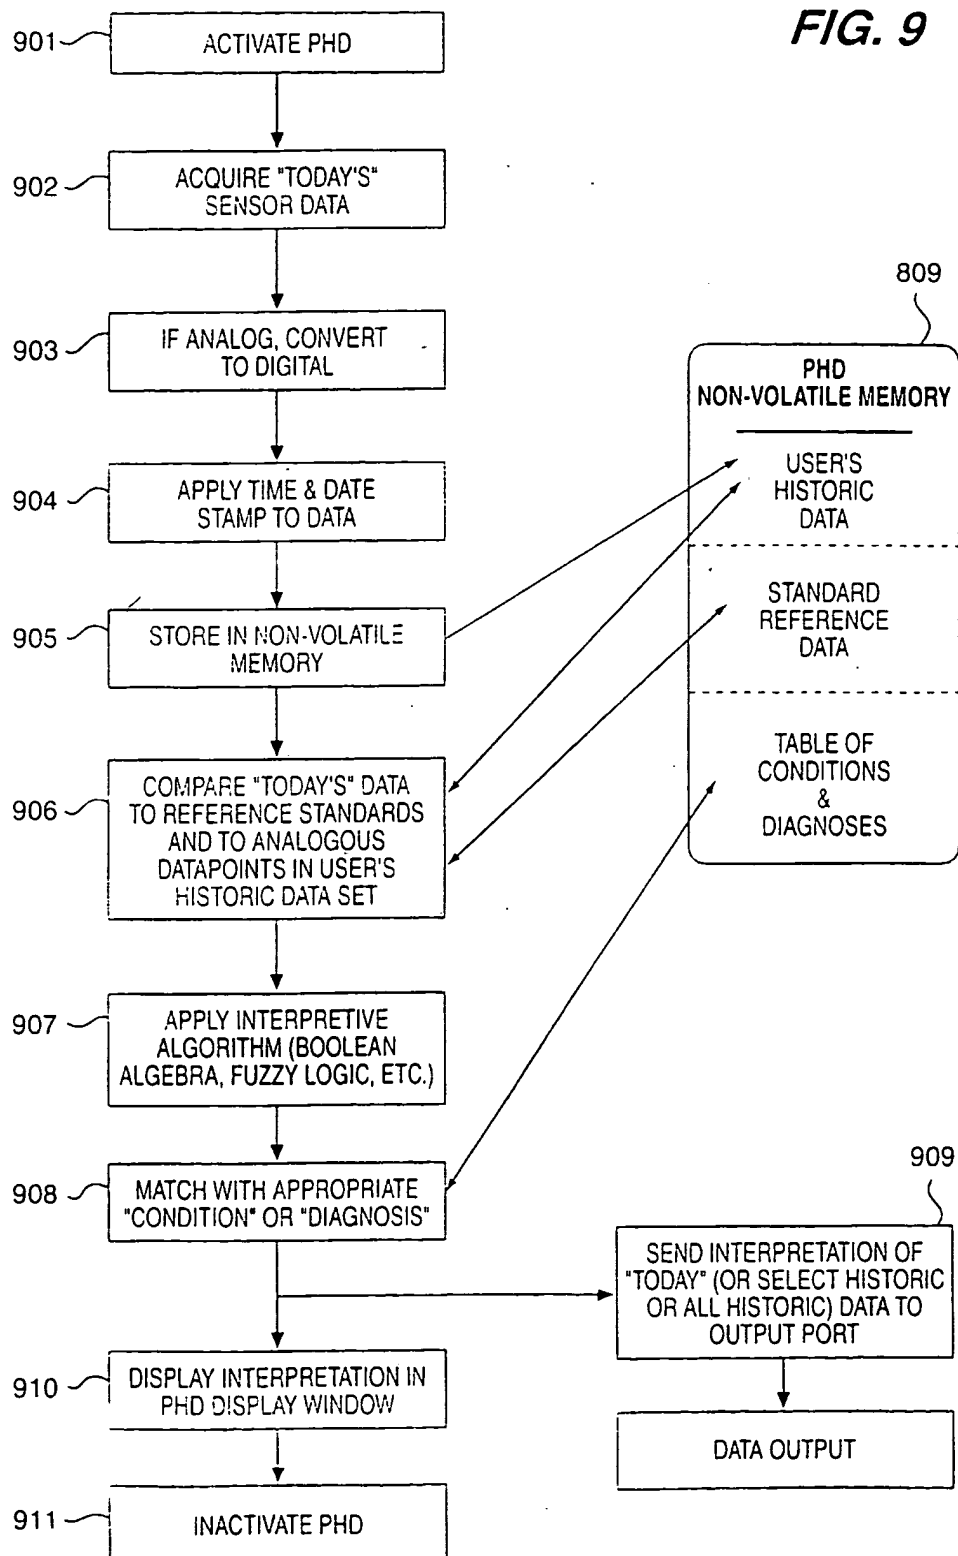 FIG. 9
901
ACTIVATE PHD
902
ACQUIRE "TODAY'S"
SENSOR DATA
903
IF ANALOG, CONVERT
TO DIGITAL
904
APPLY TIME & DATE
STAMP TO DATA
905
STORE IN NON-VOLATILE
MEMORY
906
COMPARE "TODAY'S" DATA
TO REFERENCE STANDARDS
AND TO ANALOGOUS
DATAPOINTS IN USER'S
HISTORIC DATA SET
907
APPLY INTERPRETIVE
ALGORITHM (BOOLEAN
ALGEBRA, FUZZY LOGIC, ETC.)
908
MATCH WITH APPROPRIATE
"CONDITION" OR "DIAGNOSIS"
910
DISPLAY INTERPRETATION IN
PHD DISPLAY WINDOW
911
INACTIVATE PHD
809
PHD
NON-VOLATILE MEMORY
USER'S
HISTORIC
DATA
STANDARD
REFERENCE
DATA
TABLE OF
CONDITIONS
&
DIAGNOSES
909
SEND INTERPRETATION OF
"TODAY" (OR SELECT HISTORIC
OR ALL HISTORIC) DATA TO
OUTPUT PORT
DATA OUTPUT